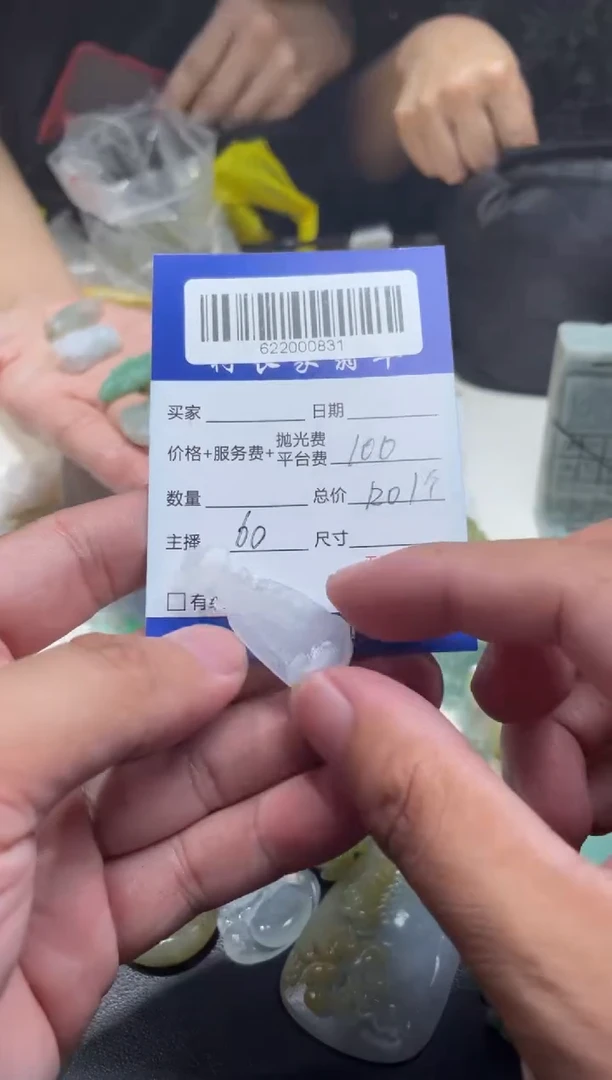 622000831
买家 日期
价格+服务费+抛光费平台费 100
数量 总价
主播 60 尺寸
□有